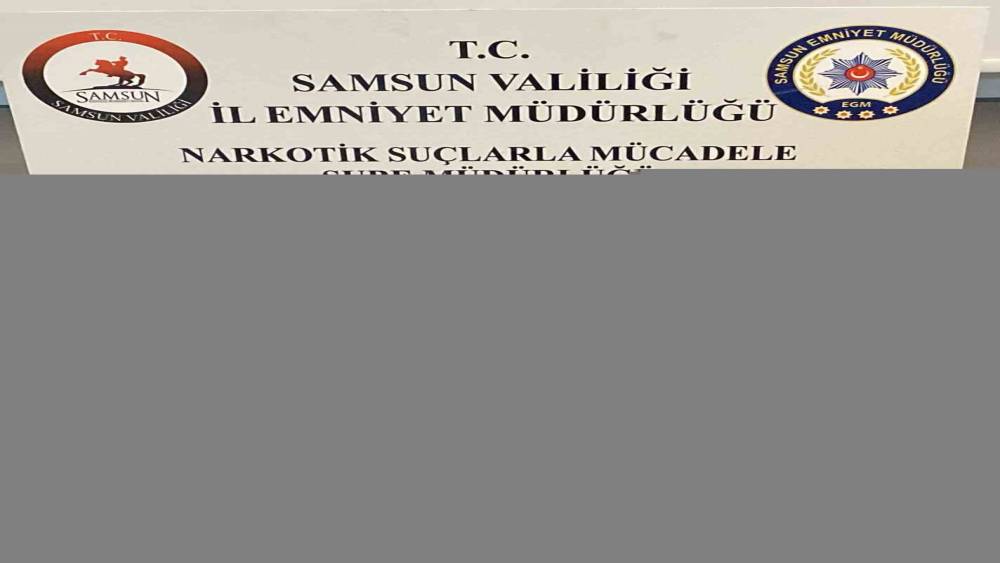 T.C.
SAMSUN VALİLİĞİ
İL EMNİYET MÜDÜRLÜĞÜ
NARKOTİK SUÇLARLA MÜCADELE
T.C.
SAMSUN
SAMSUN VALİLİĞİ
SAMSUN EMNİYET MÜDÜRLÜĞÜ
EGM